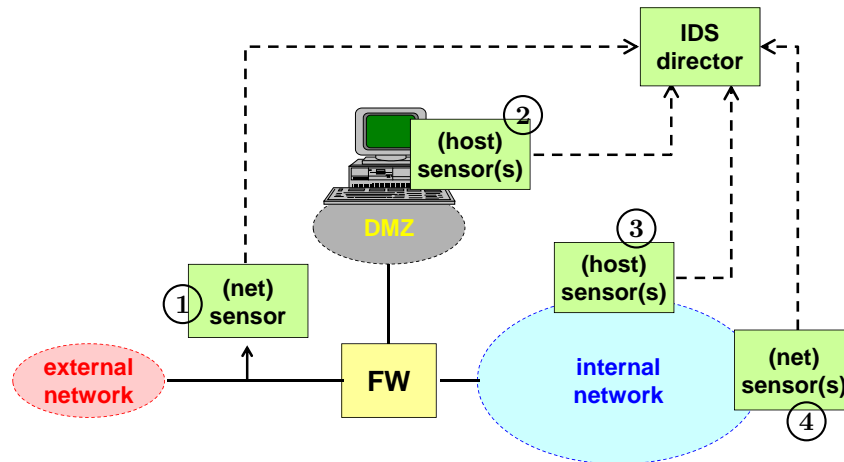 IDS
director
2
(host)
sensor(s)
DMZ
3
(host)
sensor(s)
1
(net)
sensor
external
network
FW
internal
network
(net)
sensor(s)
4